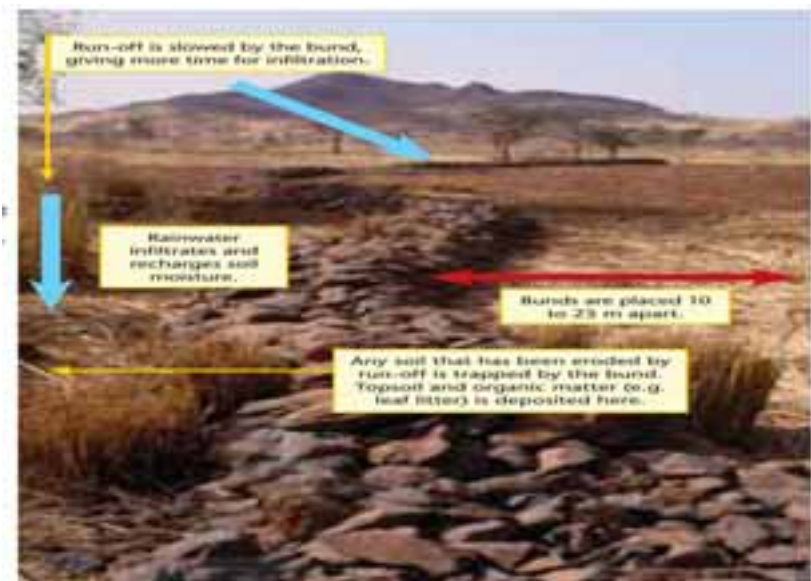 Run-off is slowed by the bund,
giving more time for infiltration.
Rainwater
infiltrates and
recharges soil
moisture.
Bunds are placed 10
to 25 m apart.
Any soil that has been eroded by
run-off is trapped by the bund.
Topsoil and organic matter (e.g.
leaf litter) is deposited here.